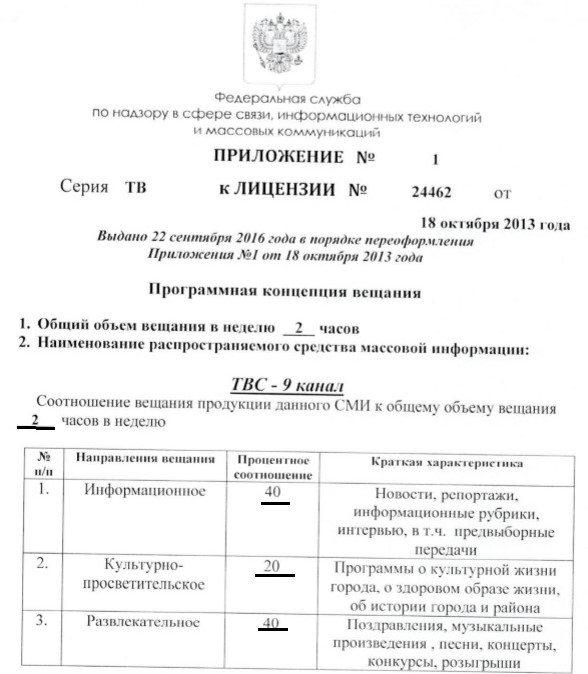 Федеральная служба
по надзору в сфере связи, информационных технологий
и массовых коммуникаций
ПРИЛОЖЕНИЕ № 1
Серия ТВ к ЛИЦЕНЗИИ № 24462 от
18 октября 2013 года
Выдано 22 сентября 2016 года в порядке переоформления
Приложения №1 от 18 октября 2013 года
Программная концепция вещания
1. Общий объем вещания в неделю 2 часов
2. Наименование распространяемого средства массовой информации:
ТВС - 9 канал
Соотношение вещания продукции данного СМИ к общему объему вещания
2 часов в неделю
№ Направления вещания Процентное Краткая характеристика
п/п соотношение
1. Информационное 40 Новости, репортажи,
информационные рубрики,
интервью, в т.ч. предвыборные
передачи
2. Культурно- 20 Программы о культурной жизни
просветительское города, о здоровом образе жизни,
об истории города и района
3. Развлекательное 40 Поздравления, музыкальные
произведения , песни, концерты,
конкурсы, розыгрыши